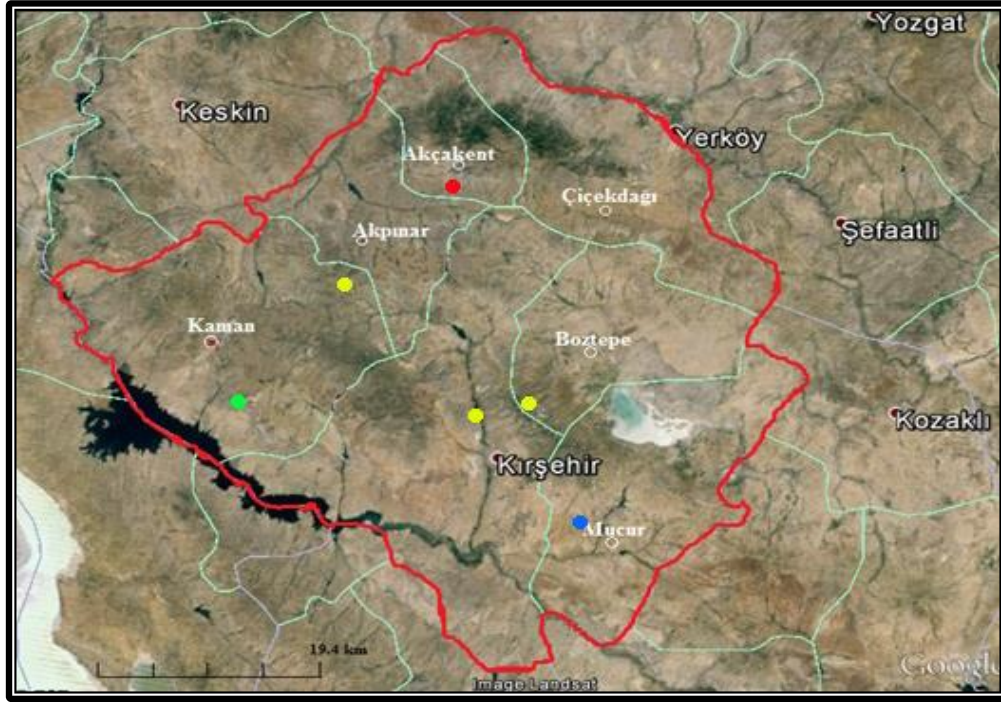 Yozgat
Keskin
Yerköy
Akçakent
Çiçekdağı
Şefaatli
Akpınar
Kaman
Boztepe
Kozaklı
Kırşehir
Mucur
19.4 km
Google
Image Landsat